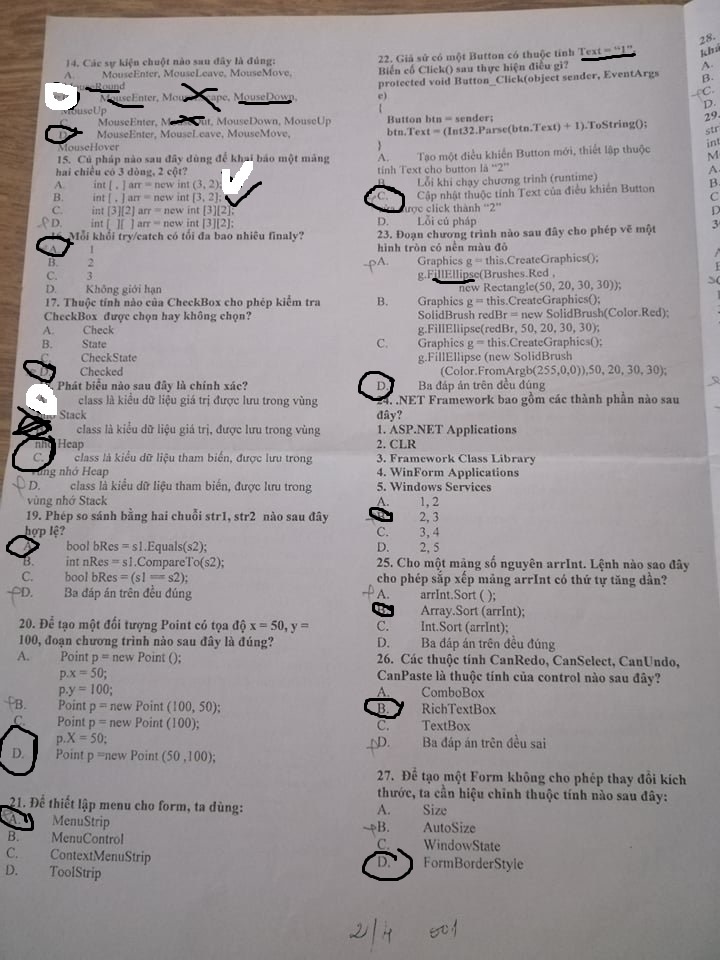 14. Các sự kiện chuột nào sau đây là đúng:
A. MouseEnter, MouseLeave, MouseMove,
MouseRound
MouseEnter, MouseDown,
MouseUp
MouseEnter, MouseDown, MouseUp
D. MouseEnter, MouseLeave, MouseMove,
MouseHover
15. Cú pháp nào sau đây dùng để khai báo một mảng
hai chiều có 3 dòng, 2 cột?
A. int [ , ] arr = new int (3, 2);
B. int [ , ] arr = new int [3, 2];
C. int [3][2] arr = new int [3][2];
D. int [ ][ ] arr = new int [3][2];
Mỗi khối try/catch có tối đa bao nhiêu finaly?
A. 1
B. 2
C. 3
D. Không giới hạn
17. Thuộc tính nào của CheckBox cho phép kiểm tra
CheckBox được chọn hay không chọn?
A. Check
B. State
C. CheckState
D. Checked
Phát biểu nào sau đây là chính xác?
class là kiểu dữ liệu giá trị được lưu trong vùng
nhớ Stack
class là kiểu dữ liệu giá trị, được lưu trong vùng
nhớ Heap
C. class là kiểu dữ liệu tham biến, được lưu trong
vùng nhớ Heap
D. class là kiểu dữ liệu tham biến, được lưu trong
vùng nhớ Stack
19. Phép so sánh bằng hai chuỗi str1, str2 nào sau đây
hợp lệ?
A. bool bRes = s1.Equals(s2);
B. int nRes = s1.CompareTo(s2);
C. bool bRes = (s1 == s2);
D. Ba đáp án trên đều đúng
20. Để tạo một đối tượng Point có tọa độ x = 50, y =
100, đoạn chương trình nào sau đây là đúng?
A. Point p = new Point ();
p.x = 50;
p.y = 100;
B. Point p = new Point (100, 50);
C. Point p = new Point (100);
p.X = 50;
D. Point p =new Point (50 ,100);
21. Để thiết lập menu cho form, ta dùng:
A. MenuStrip
B. MenuControl
C. ContextMenuStrip
D. ToolStrip
22. Giả sử có một Button có thuộc tính Text = "1".
Biến cố Click() sau thực hiện điều gì?
protected void Button_Click(object sender, EventArgs
e)
{
Button btn = sender;
btn.Text = (Int32.Parse(btn.Text) + 1).ToString();
}
A. Tạo một điều khiển Button mới, thiết lập thuộc
tính Text cho button là "2"
B. Lỗi khi chạy chương trình (runtime)
C. Cập nhật thuộc tính Text của điều khiển Button
được click thành "2"
D. Lỗi cú pháp
23. Đoạn chương trình nào sau đây cho phép vẽ một
hình tròn có nền màu đỏ
A. Graphics g = this.CreateGraphics();
g.FillEllipse(Brushes.Red ,
new Rectangle(50, 20, 30, 30));
B. Graphics g = this.CreateGraphics();
SolidBrush redBr = new SolidBrush(Color.Red);
g.FillEllipse(redBr, 50, 20, 30, 30);
C. Graphics g = this.CreateGraphics();
g.FillEllipse (new SolidBrush
(Color.FromArgb(255,0,0)),50, 20, 30, 30);
D. Ba đáp án trên đều đúng
24. .NET Framework bao gồm các thành phần nào sau
đây?
1. ASP.NET Applications
2. CLR
3. Framework Class Library
4. WinForm Applications
5. Windows Services
A. 1, 2
B. 2, 3
C. 3, 4
D. 2, 5
25. Cho một mảng số nguyên arrInt. Lệnh nào sao đây
cho phép sắp xếp mảng arrInt có thứ tự tăng dần?
A. arrInt.Sort ( );
B. Array.Sort (arrInt);
C. Int.Sort (arrInt);
D. Ba đáp án trên đều đúng
26. Các thuộc tính CanRedo, CanSelect, CanUndo,
CanPaste là thuộc tính của control nào sau đây?
A. ComboBox
B. RichTextBox
C. TextBox
D. Ba đáp án trên đều sai
27. Để tạo một Form không cho phép thay đổi kích
thước, ta cần hiệu chỉnh thuộc tính nào sau đây:
A. Size
B. AutoSize
C. WindowState
D. FormBorderStyle
2/4 001
28.
A.
B.
C.
D.
29.